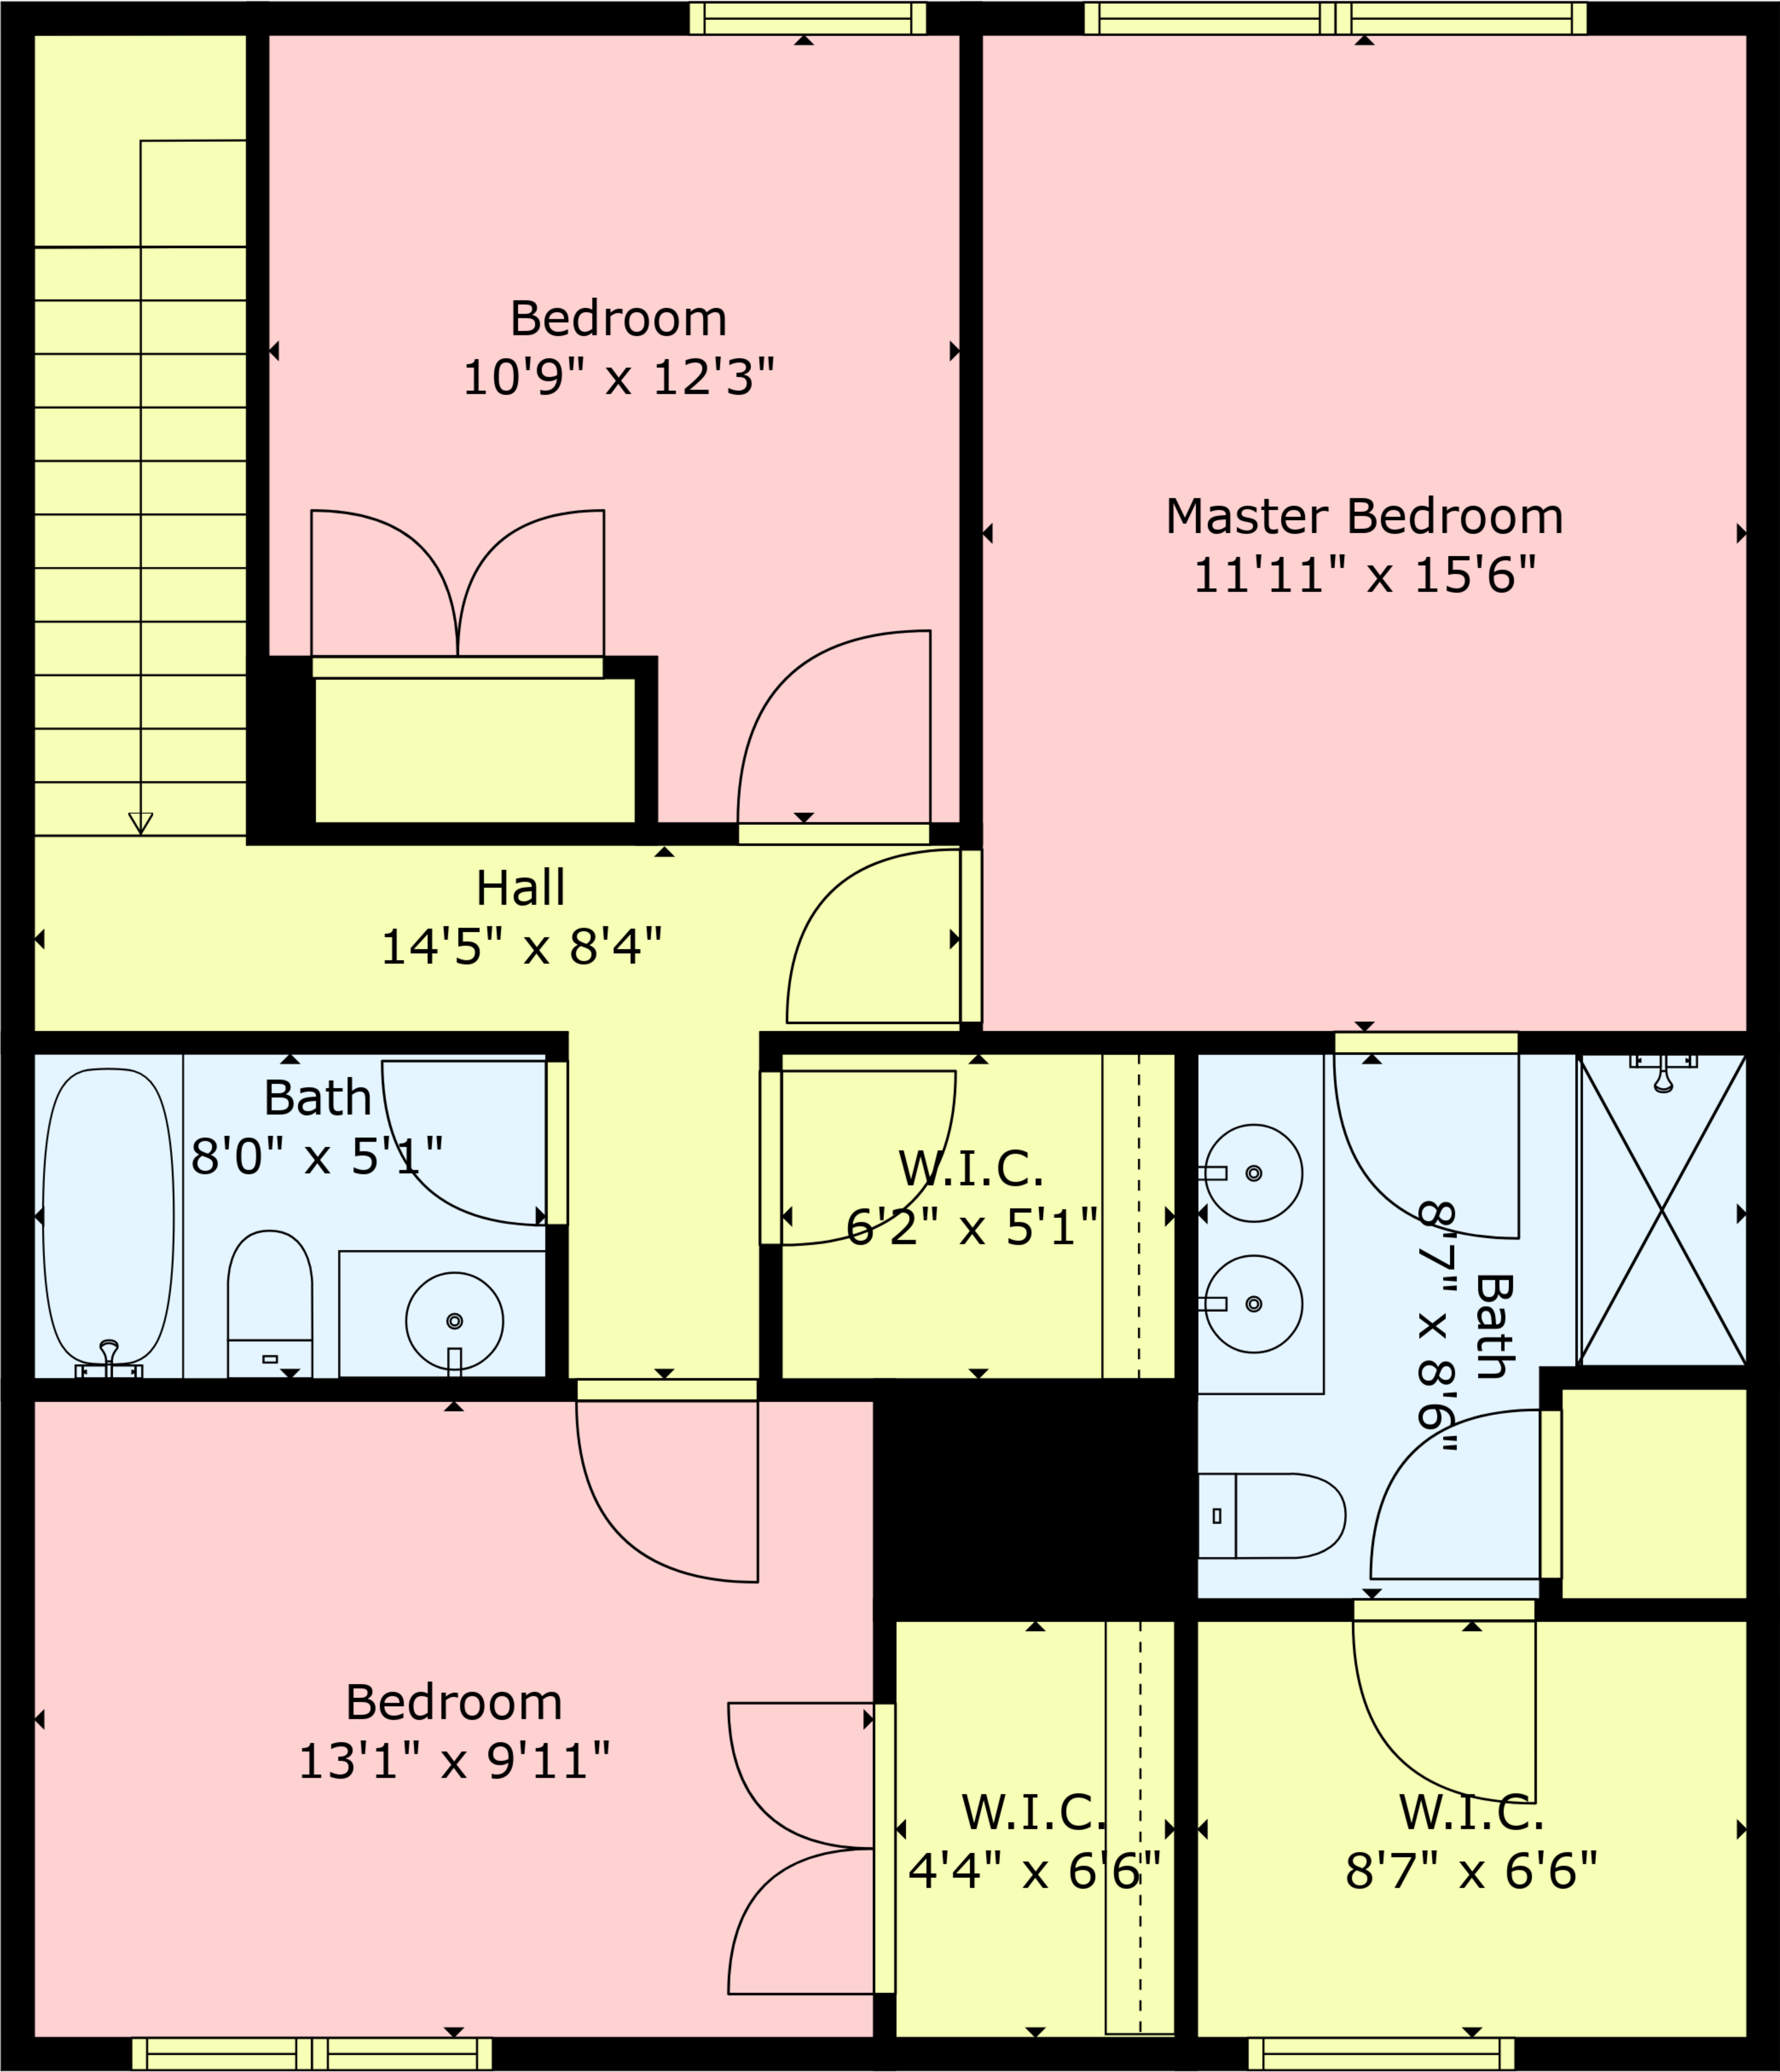 Bedroom
10'9" x 12'3"
Master Bedroom
11'11" x 15'6"
Hall
14'5" x 8'4"
Bath
8'0" x 5'1"
W.I.C.
6'2" x 5'1"
Bath
8'7" x 8'6"
Bedroom
13'1" x 9'11"
W.I.C.
4'4" x 6'6"
W.I.C.
8'7" x 6'6"